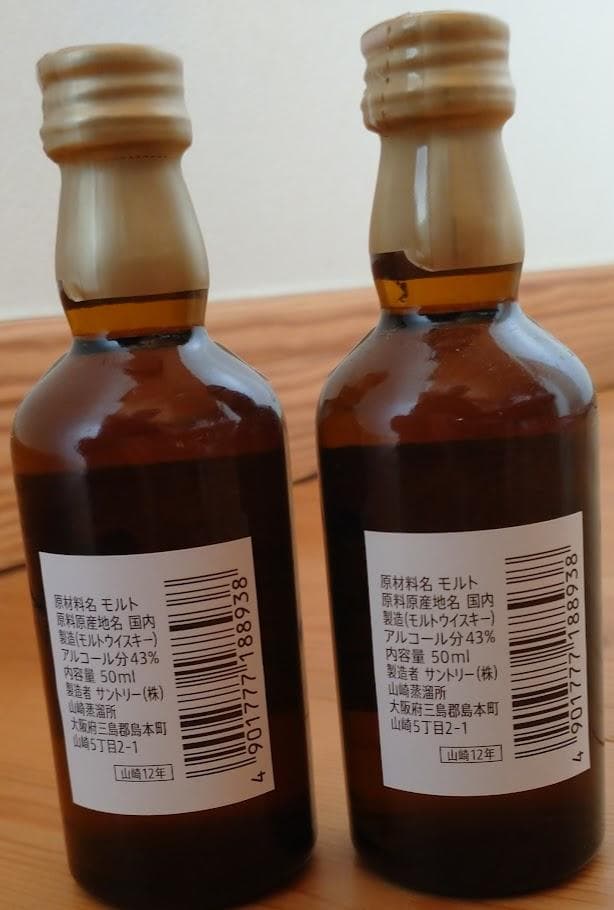 原材料名 モルト
原料原産地名 国内
製造(モルトウイスキー)
アルコール分43%
内容量 50ml
製造者 サントリー(株)
山崎蒸溜所
大阪府三島郡島本町
山崎5丁目2-1
山崎12年
4 901777 188938
原材料名 モルト
原料原産地名 国内
製造(モルトウイスキー)
アルコール分43%
内容量 50ml
製造者 サントリー(株)
山崎蒸溜所
大阪府三島郡島本町
山崎5丁目2-1
山崎12年
4 901777 188938